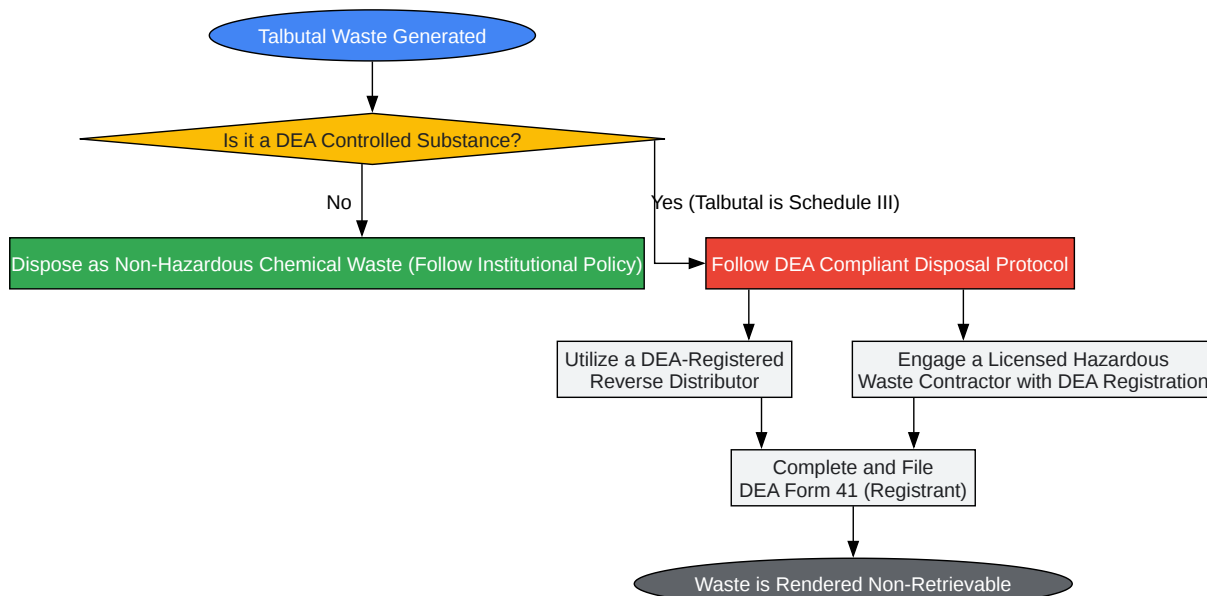 Talbutal Waste Generated
Is it a DEA Controlled Substance?
No
Yes (Talbutal is Schedule III)
Dispose as Non-Hazardous Chemical Waste (Follow Institutional Policy)
Follow DEA Compliant Disposal Protocol
Utilize a DEA-Registered
Reverse Distributor
Engage a Licensed Hazardous
Waste Contractor with DEA Registration
Complete and File
DEA Form 41 (Registrant)
Waste is Rendered Non-Retrievable